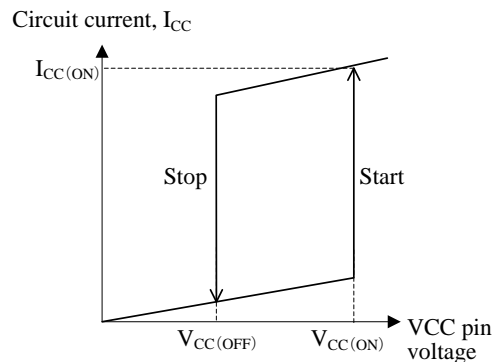 Circuit current, ICC
ICC(ON)
Stop
Start
VCC(OFF)
VCC(ON)
VCC pin
voltage